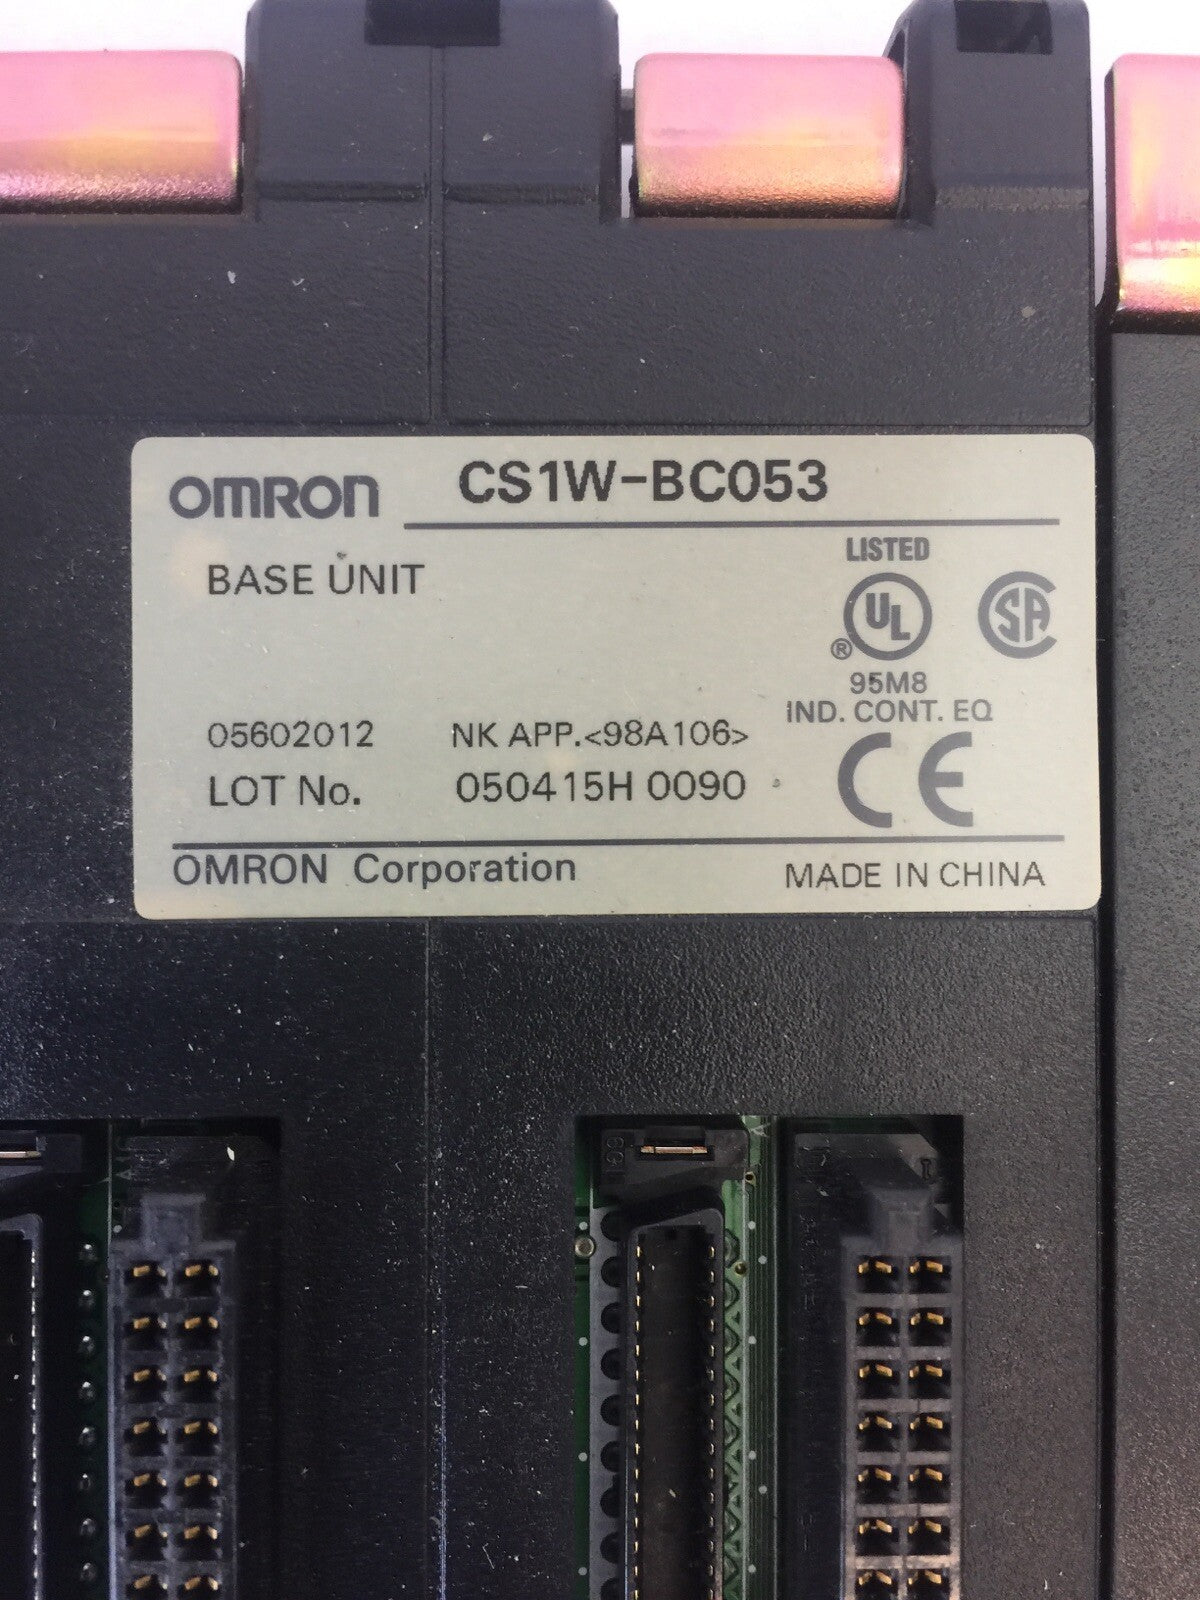 OMRON CS1W-BC053
BASE UNIT
LISTED
UL
SA
®
95M8
IND. CONT. EQ
05602012 NK APP.<98A106>
CE
LOT No. 050415H 0090
OMRON Corporation MADE IN CHINA